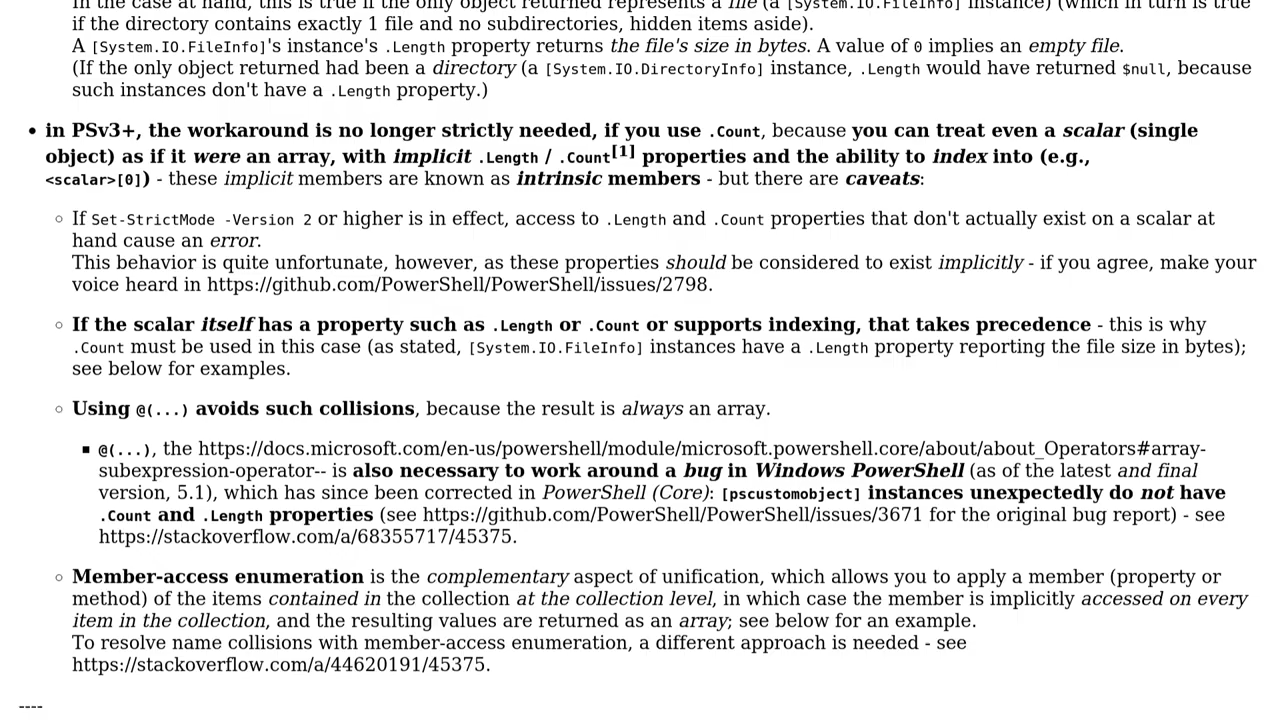 In the case at hand, this is true if the only object returned represents a file (a [System.IO.FileInfo] instance) (which in turn is true
if the directory contains exactly 1 file and no subdirectories, hidden items aside).
A [System.IO.FileInfo]'s instance's .Length property returns the file's size in bytes. A value of 0 implies an empty file.
(If the only object returned had been a directory (a [System.IO.DirectoryInfo] instance, .Length would have returned $null, because
such instances don't have a .Length property.)
• in PSv3+, the workaround is no longer strictly needed, if you use .Count, because you can treat even a scalar (single
object) as if it were an array, with implicit .Length / .Count[1] properties and the ability to index into (e.g.,
<scalar>[0]) - these implicit members are known as intrinsic members - but there are caveats:
◦ If Set-StrictMode -Version 2 or higher is in effect, access to .Length and .Count properties that don't actually exist on a scalar at
hand cause an error.
This behavior is quite unfortunate, however, as these properties should be considered to exist implicitly - if you agree, make your
voice heard in https://github.com/PowerShell/PowerShell/issues/2798.
◦ If the scalar itself has a property such as .Length or .Count or supports indexing, that takes precedence - this is why
.Count must be used in this case (as stated, [System.IO.FileInfo] instances have a .Length property reporting the file size in bytes);
see below for examples.
◦ Using @(...) avoids such collisions, because the result is always an array.
▪ @(...), the https://docs.microsoft.com/en-us/powershell/module/microsoft.powershell.core/about/about_Operators#array-
subexpression-operator-- is also necessary to work around a bug in Windows PowerShell (as of the latest and final
version, 5.1), which has since been corrected in PowerShell (Core): [pscustomobject] instances unexpectedly do not have
.Count and .Length properties (see https://github.com/PowerShell/PowerShell/issues/3671 for the original bug report) - see
https://stackoverflow.com/a/68355717/45375.
◦ Member-access enumeration is the complementary aspect of unification, which allows you to apply a member (property or
method) of the items contained in the collection at the collection level, in which case the member is implicitly accessed on every
item in the collection, and the resulting values are returned as an array; see below for an example.
To resolve name collisions with member-access enumeration, a different approach is needed - see
https://stackoverflow.com/a/44620191/45375.
----